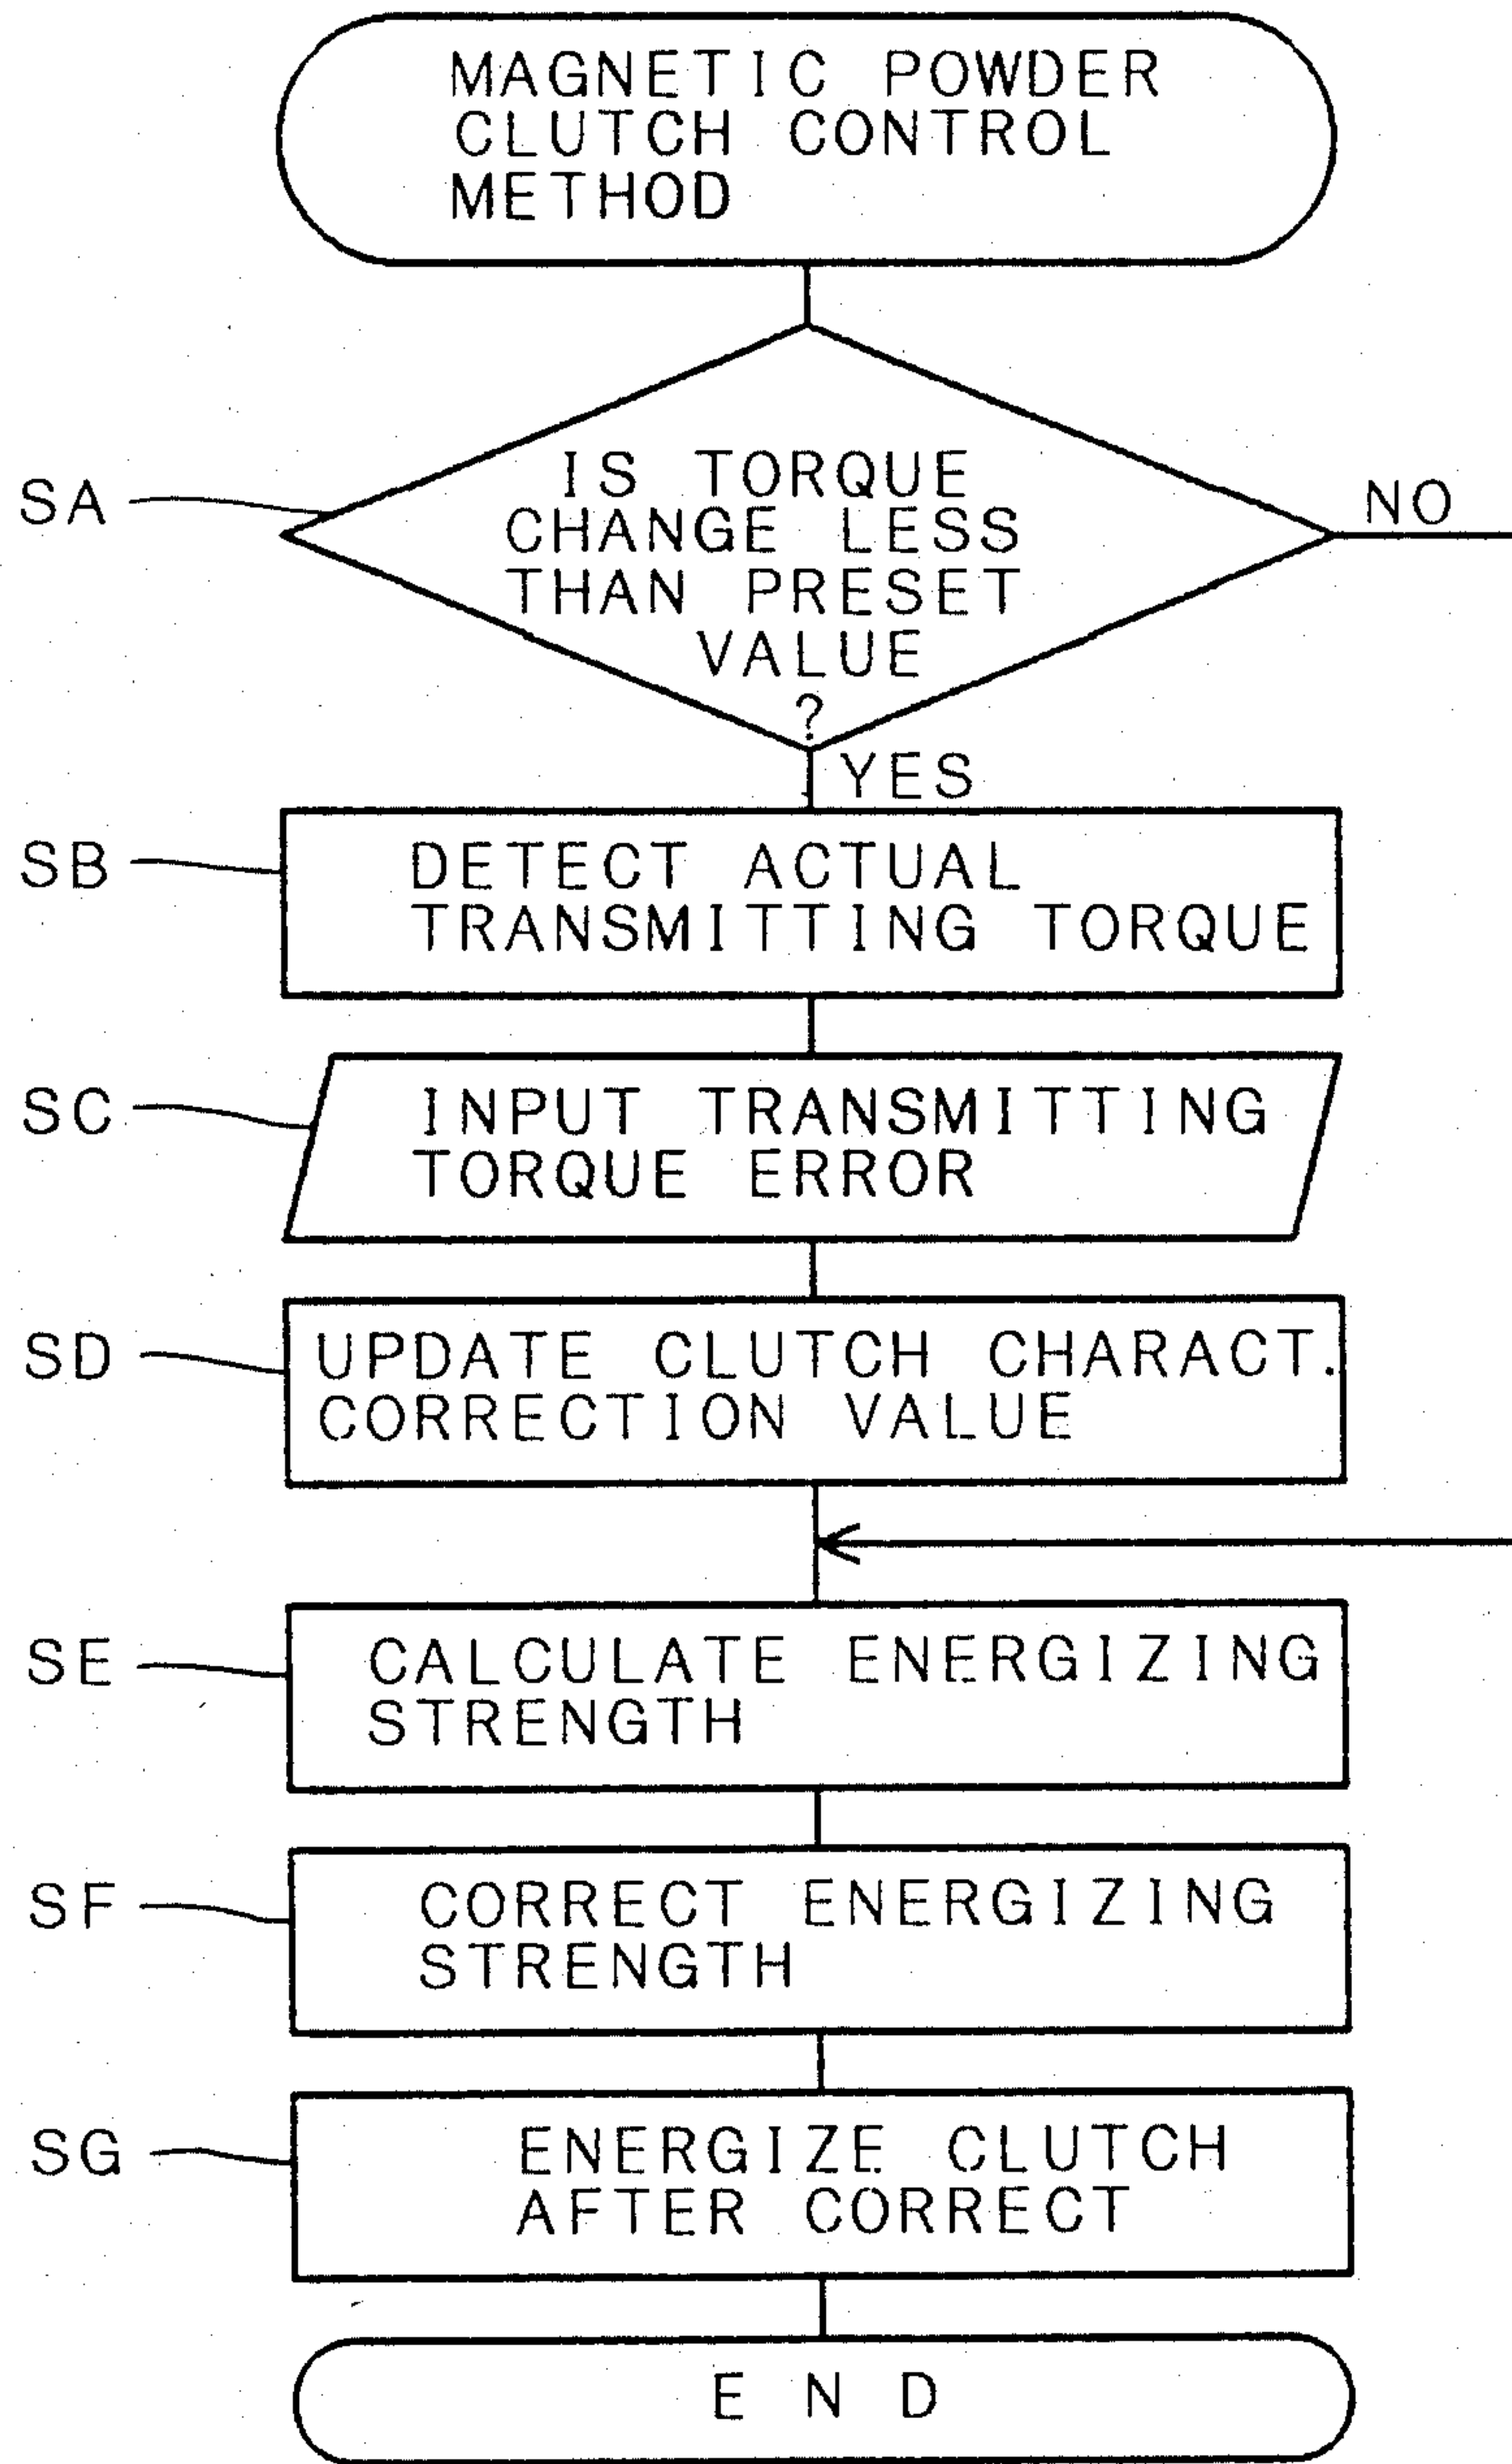 MAGNETIC POWDER
CLUTCH CONTROL
METHOD
SA
IS TORQUE
CHANGE LESS
THAN PRESET
VALUE
?
NO
YES
SB
DETECT ACTUAL
TRANSMITTING TORQUE
SC
INPUT TRANSMITTING
TORQUE ERROR
SD
UPDATE CLUTCH CHARACT.
CORRECTION VALUE
SE
CALCULATE ENERGIZING
STRENGTH
SF
CORRECT ENERGIZING
STRENGTH
SG
ENERGIZE CLUTCH
AFTER CORRECT
END